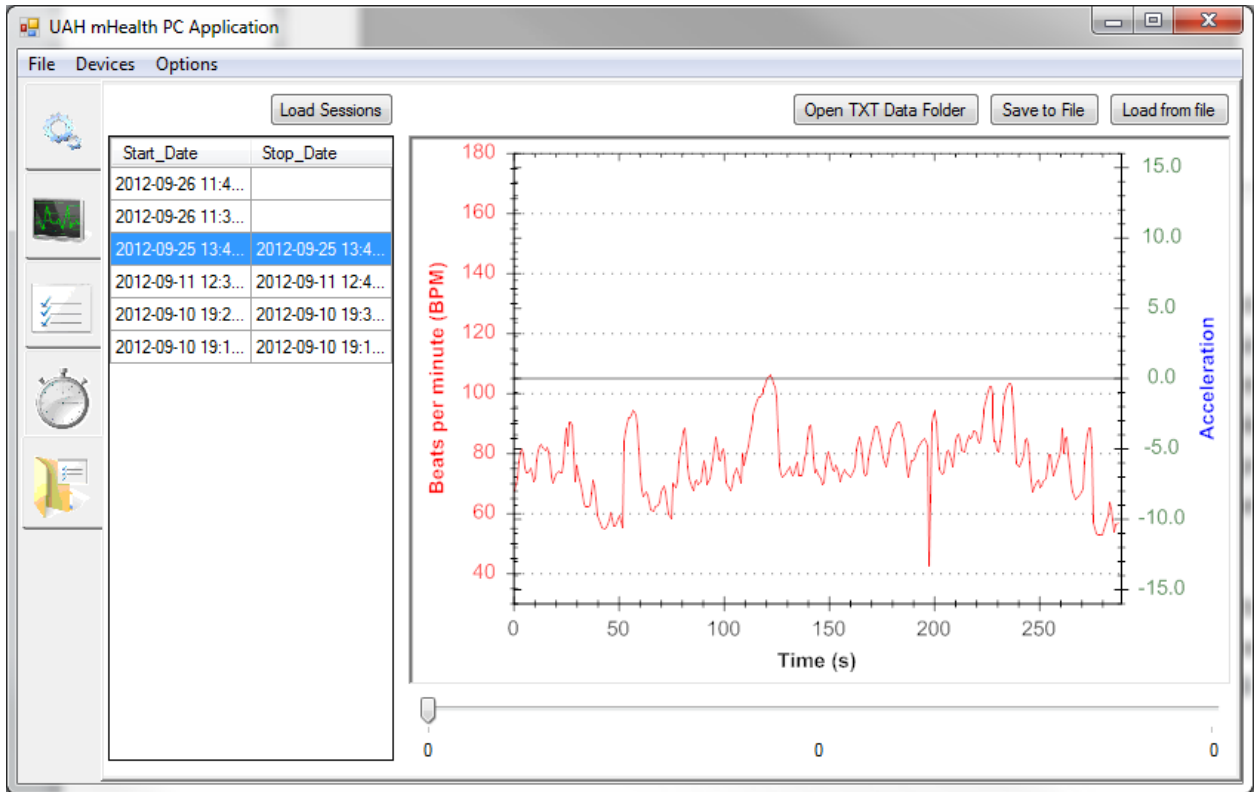 UAH mHealth PC Application
File Devices Options
Load Sessions
Open TXT Data Folder
Save to File
Load from file
Start_Date Stop_Date
2012-09-26 11:4...
2012-09-26 11:3...
2012-09-25 13:4... 2012-09-25 13:4...
2012-09-11 12:3... 2012-09-11 12:4...
2012-09-10 19:2... 2012-09-10 19:3...
2012-09-10 19:1... 2012-09-10 19:1...
Beats per minute (BPM)
180
160
140
120
100
80
60
40
15.0
10.0
5.0
0.0
-5.0
-10.0
-15.0
Acceleration
0 50 100 150 200 250
Time (s)
0 0 0